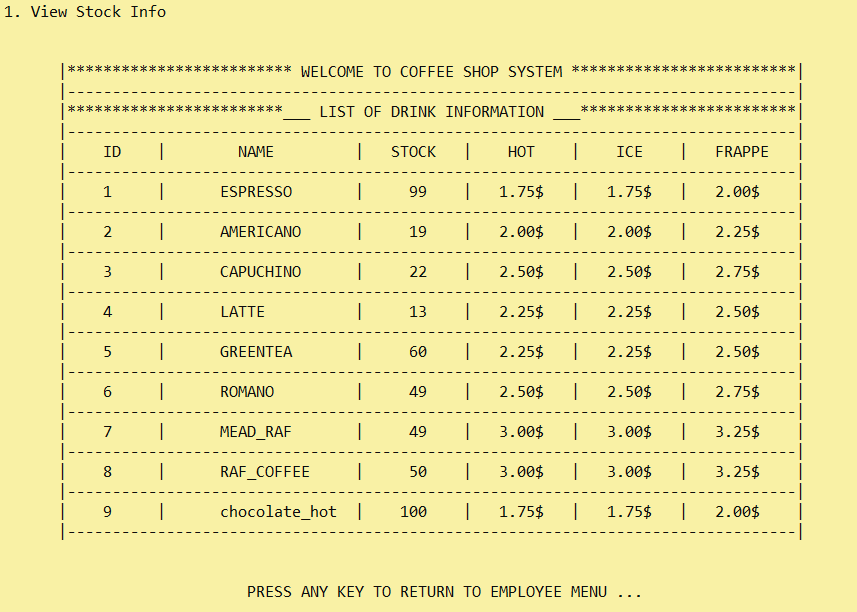 1. View Stock Info
|************************* WELCOME TO COFFEE SHOP SYSTEM *************************|
|---------------------------------------------------------------------------------|
|************************___ LIST OF DRINK INFORMATION ___************************|
|---------------------------------------------------------------------------------|
|    ID    |        NAME         |   STOCK   |    HOT    |    ICE    |   FRAPPE   |
|---------------------------------------------------------------------------------|
|    1     |      ESPRESSO       |     99    |   1.75$   |   1.75$   |   2.00$    |
|---------------------------------------------------------------------------------|
|    2     |      AMERICANO      |     19    |   2.00$   |   2.00$   |   2.25$    |
|---------------------------------------------------------------------------------|
|    3     |      CAPUCHINO      |     22    |   2.50$   |   2.50$   |   2.75$    |
|---------------------------------------------------------------------------------|
|    4     |      LATTE          |     13    |   2.25$   |   2.25$   |   2.50$    |
|---------------------------------------------------------------------------------|
|    5     |      GREENTEA       |     60    |   2.25$   |   2.25$   |   2.50$    |
|---------------------------------------------------------------------------------|
|    6     |      ROMANO         |     49    |   2.50$   |   2.50$   |   2.75$    |
|---------------------------------------------------------------------------------|
|    7     |      MEAD_RAF       |     49    |   3.00$   |   3.00$   |   3.25$    |
|---------------------------------------------------------------------------------|
|    8     |      RAF_COFFEE     |     50    |   3.00$   |   3.00$   |   3.25$    |
|---------------------------------------------------------------------------------|
|    9     |      chocolate_hot  |    100    |   1.75$   |   1.75$   |   2.00$    |
|---------------------------------------------------------------------------------|
PRESS ANY KEY TO RETURN TO EMPLOYEE MENU ...